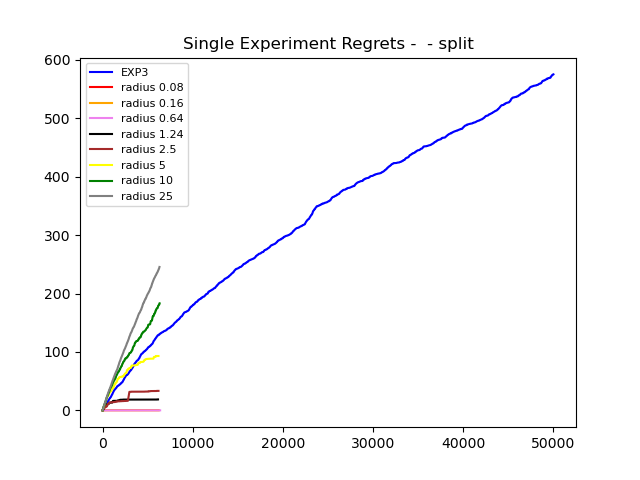 Single Experiment Regrets -  - split
600
500
400
300
200
100
0
EXP3
radius 0.08
radius 0.16
radius 0.64
radius 1.24
radius 2.5
radius 5
radius 10
radius 25
0 10000 20000 30000 40000 50000